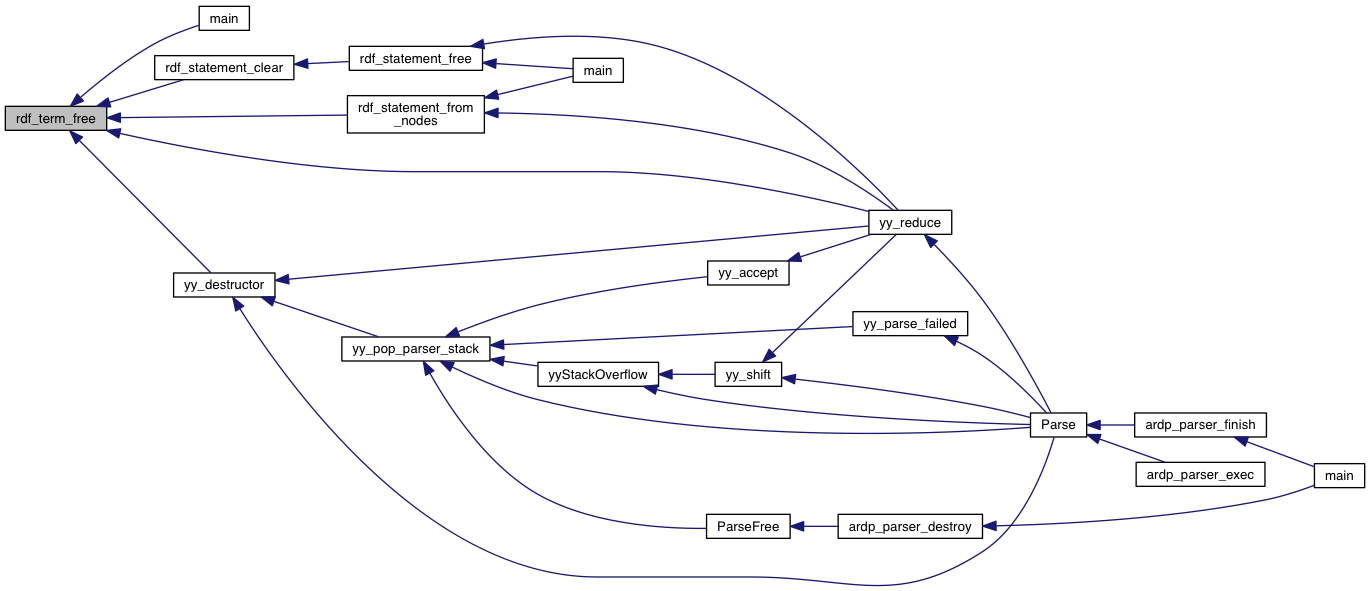 main
rdf_statement_free
rdf_statement_clear
main
rdf_term_free
rdf_statement_from
_nodes
yy_reduce
yy_accept
yy_destructor
yy_parse_failed
yy_pop_parser_stack
yyStackOverflow
yy_shift
Parse
ardp_parser_finish
ardp_parser_exec
main
ParseFree
ardp_parser_destroy